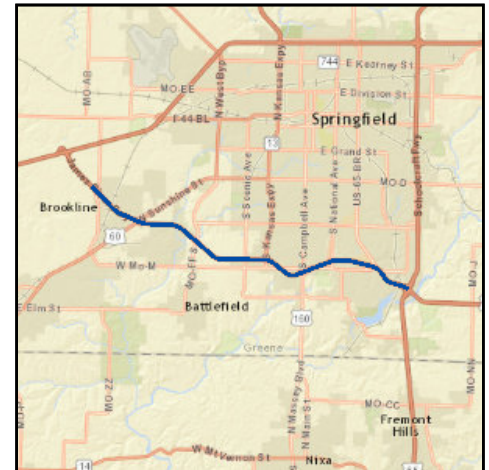 744
E Kearney St
MO-AB
N West Byp
N Kansas Expy
MO-EE
E Division St
I-44 BL
Springfield
13
E Grand St
S Scenic Ave
S National Ave
US-65 BR
MO-D
Schoolcraft Fwy
James
W Sunshine St
Brookline
60
S Kansas Expy
S Campbell Ave
W Mo-M
MO-FF S
MO-J
E Elm St
Battlefield
160
Greene
MO-ZZ
S Massey Blvd
N Main St
MO-NN
MO-CC
Fremont
Hills
W Mt Vernon St
14
Nixa